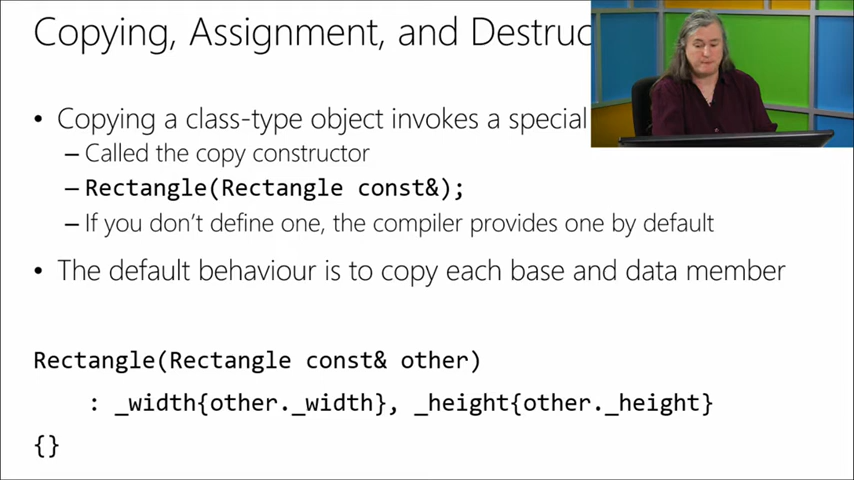 Copying, Assignment, and
• Copying a class-type object invokes a special
– Called the copy constructor
– Rectangle(Rectangle const&);
– If you don't define one, the compiler provides one by default
• The default behaviour is to copy each base and data member
Rectangle(Rectangle const& other)
: _width{other._width}, _height{other._height}
{}